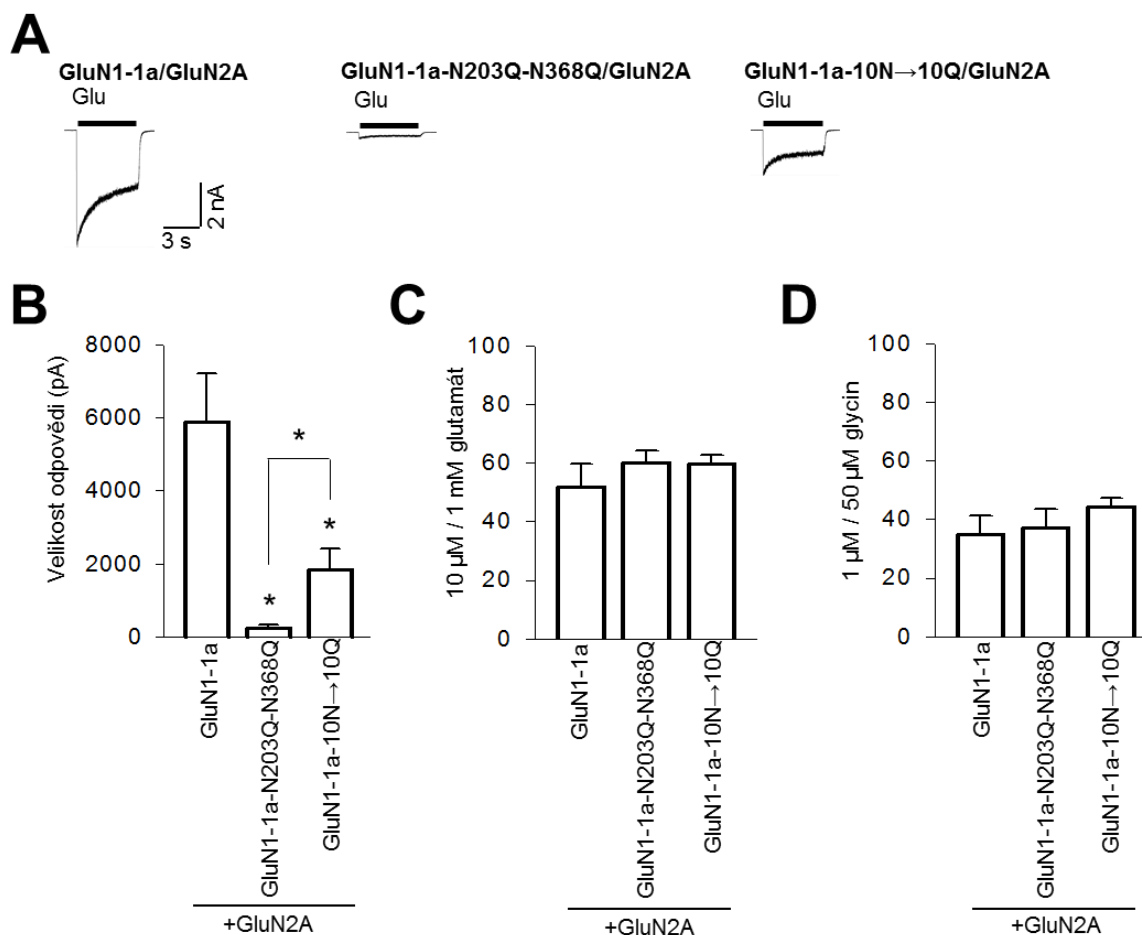 A
GluN1-1a/GluN2A
Glu
2 nA
3 s
GluN1-1a-N203Q-N368Q/GluN2A
Glu
GluN1-1a-10N→10Q/GluN2A
Glu
B
Velikost odpovědi (pA)
8000
6000
4000
2000
0
*
*
*
GluN1-1a
GluN1-1a-N203Q-N368Q
GluN1-1a-10N→10Q
+GluN2A
C
10 µM / 1 mM glutamát
100
80
60
40
20
0
GluN1-1a
GluN1-1a-N203Q-N368Q
GluN1-1a-10N→10Q
+GluN2A
D
1 µM / 50 µM glycin
100
80
60
40
20
0
GluN1-1a
GluN1-1a-N203Q-N368Q
GluN1-1a-10N→10Q
+GluN2A